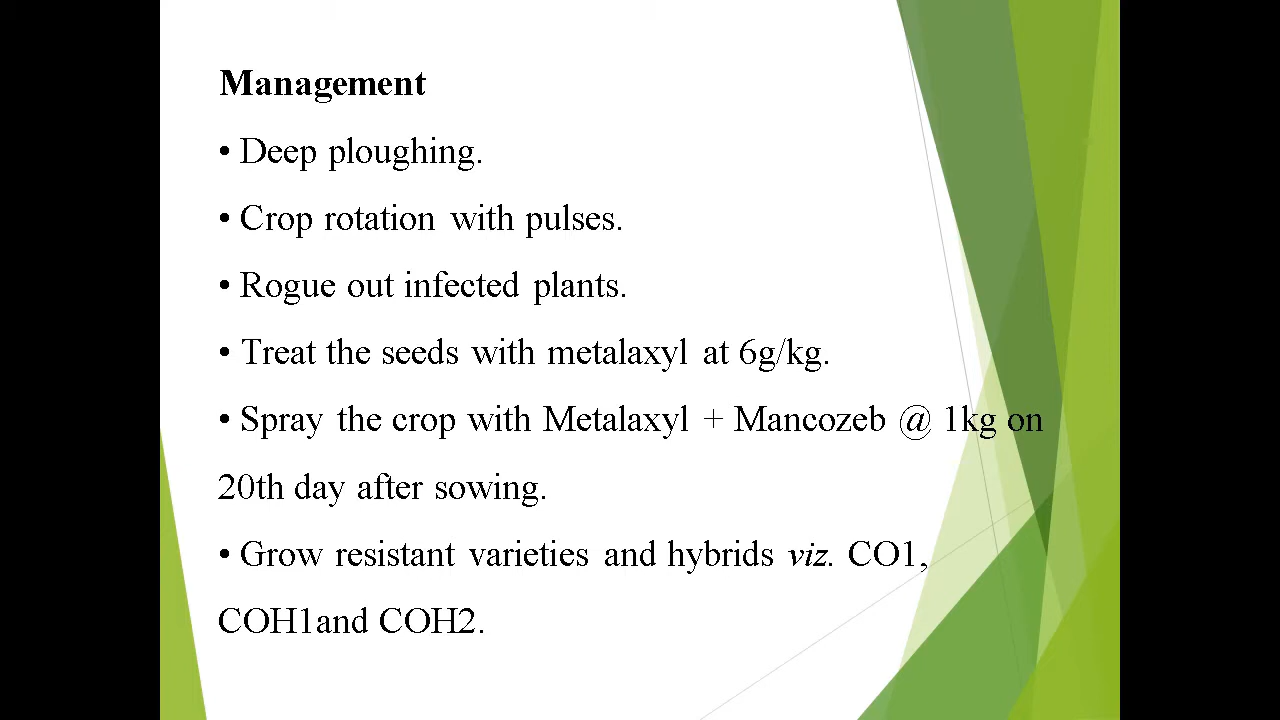 Management
• Deep ploughing.
• Crop rotation with pulses.
• Rogue out infected plants.
• Treat the seeds with metalaxyl at 6g/kg.
• Spray the crop with Metalaxyl + Mancozeb @ 1kg on
20th day after sowing.
• Grow resistant varieties and hybrids viz. CO1,
COH1and COH2.